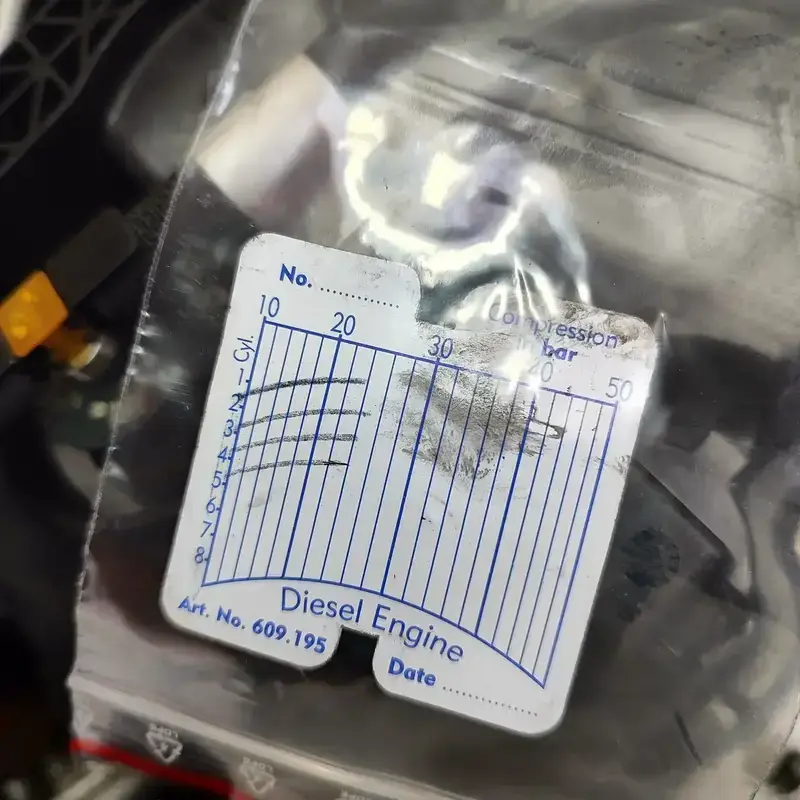 No. ..............
Compression
in bar
10 20 30 40 50
Cyl.
1
2
3
4
5
6
7
8
Diesel Engine
Art. No. 609.195
Date ..................